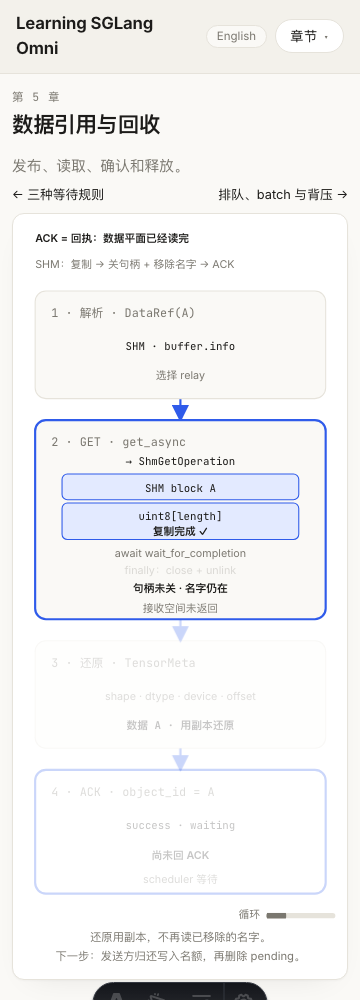 Learning SGLang
Omni
English
章节
第 5 章
数据引用与回收
发布、读取、确认和释放。
← 三种等待规则
排队、batch 与背压 →
ACK = 回执：数据平面已经读完
SHM：复制 → 关句柄 + 移除名字 → ACK
1 · 解析 · DataRef(A)
SHM · buffer.info
选择 relay
2 · GET · get_async
→ ShmGetOperation
SHM block A
uint8[length]
复制完成 ✓
await wait_for_completion
finally：close + unlink
句柄未关 · 名字仍在
接收空间未返回
3 · 还原 · TensorMeta
shape · dtype · device · offset
数据 A · 用副本还原
4 · ACK · object_id = A
success · waiting
尚未回 ACK
scheduler 等待
循环
还原用副本，不再读已移除的名字。
下一步：发送方归还写入名额，再删除 pending。